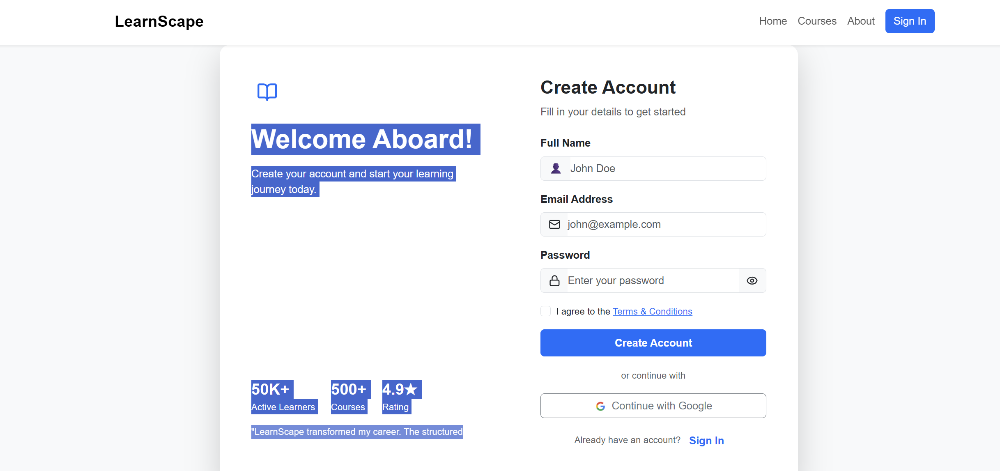 LearnScape
Home Courses About Sign In
Welcome Aboard!
Create your account and start your learning
journey today.
50K+ 500+ 4.9★
Active Learners Courses Rating
"LearnScape transformed my career. The structured
Create Account
Fill in your details to get started
Full Name
John Doe
Email Address
john@example.com
Password
Enter your password
I agree to the Terms & Conditions
Create Account
or continue with
Continue with Google
Already have an account? Sign In